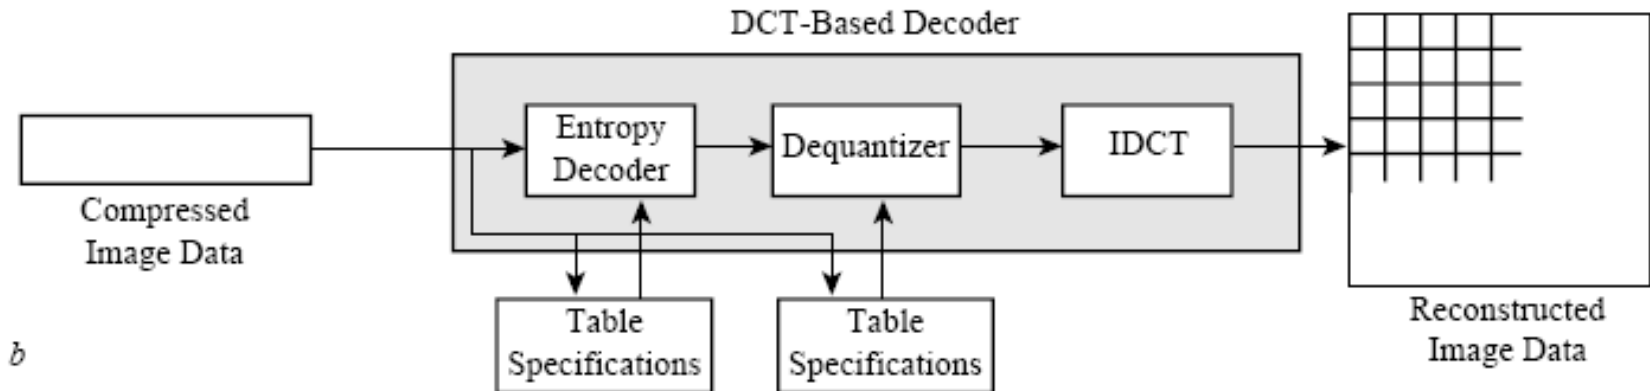 DCT-Based Decoder
Entropy
Decoder
Dequantizer
IDCT
Compressed
Image Data
Table
Specifications
Table
Specifications
Reconstructed
Image Data
b